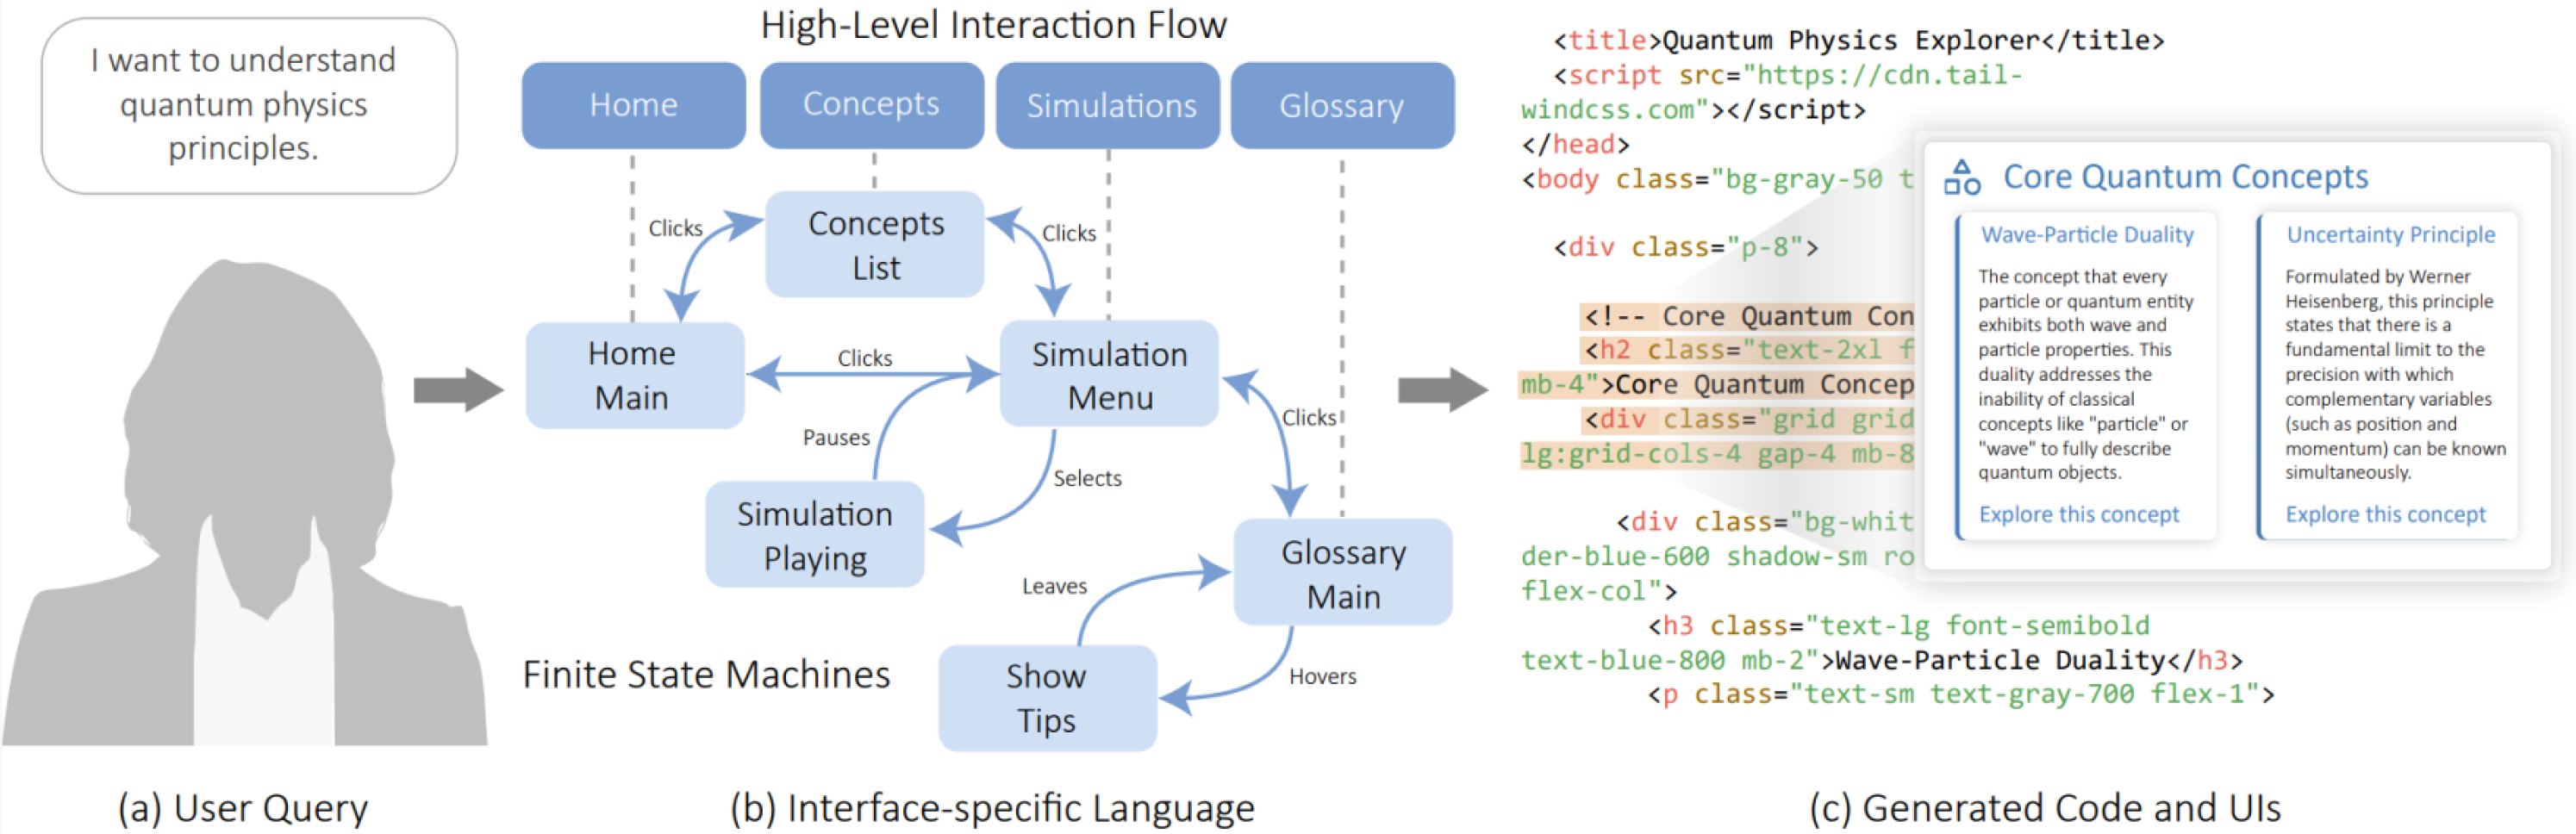 I want to understand
quantum physics
principles.
(a) User Query
High-Level Interaction Flow
Home
Concepts
Simulations
Glossary
Clicks
Concepts
List
Clicks
Home
Main
Clicks
Simulation
Menu
Pauses
Selects
Clicks
Simulation
Playing
Leaves
Glossary
Main
Finite State Machines
Show
Tips
Hovers
(b) Interface-specific Language
<title>Quantum Physics Explorer</title>
<script src="https://cdn.tail-
windcss.com"></script>
</head>
<body class="bg-gray-50 t
<div class="p-8">
<!-- Core Quantum Con
<h2 class="text-2xl f
mb-4">Core Quantum Concep
<div class="grid grid
lg:grid-cols-4 gap-4 mb-8
<div class="bg-whit
der-blue-600 shadow-sm ro
flex-col">
<h3 class="text-lg font-semibold
text-blue-800 mb-2">Wave-Particle Duality</h3>
<p class="text-sm text-gray-700 flex-1">
Core Quantum Concepts
Wave-Particle Duality
The concept that every
particle or quantum entity
exhibits both wave and
particle properties. This
duality addresses the
inability of classical
concepts like "particle" or
"wave" to fully describe
quantum objects.
Explore this concept
Uncertainty Principle
Formulated by Werner
Heisenberg, this principle
states that there is a
fundamental limit to the
precision with which
complementary variables
(such as position and
momentum) can be known
simultaneously.
Explore this concept
(c) Generated Code and UIs